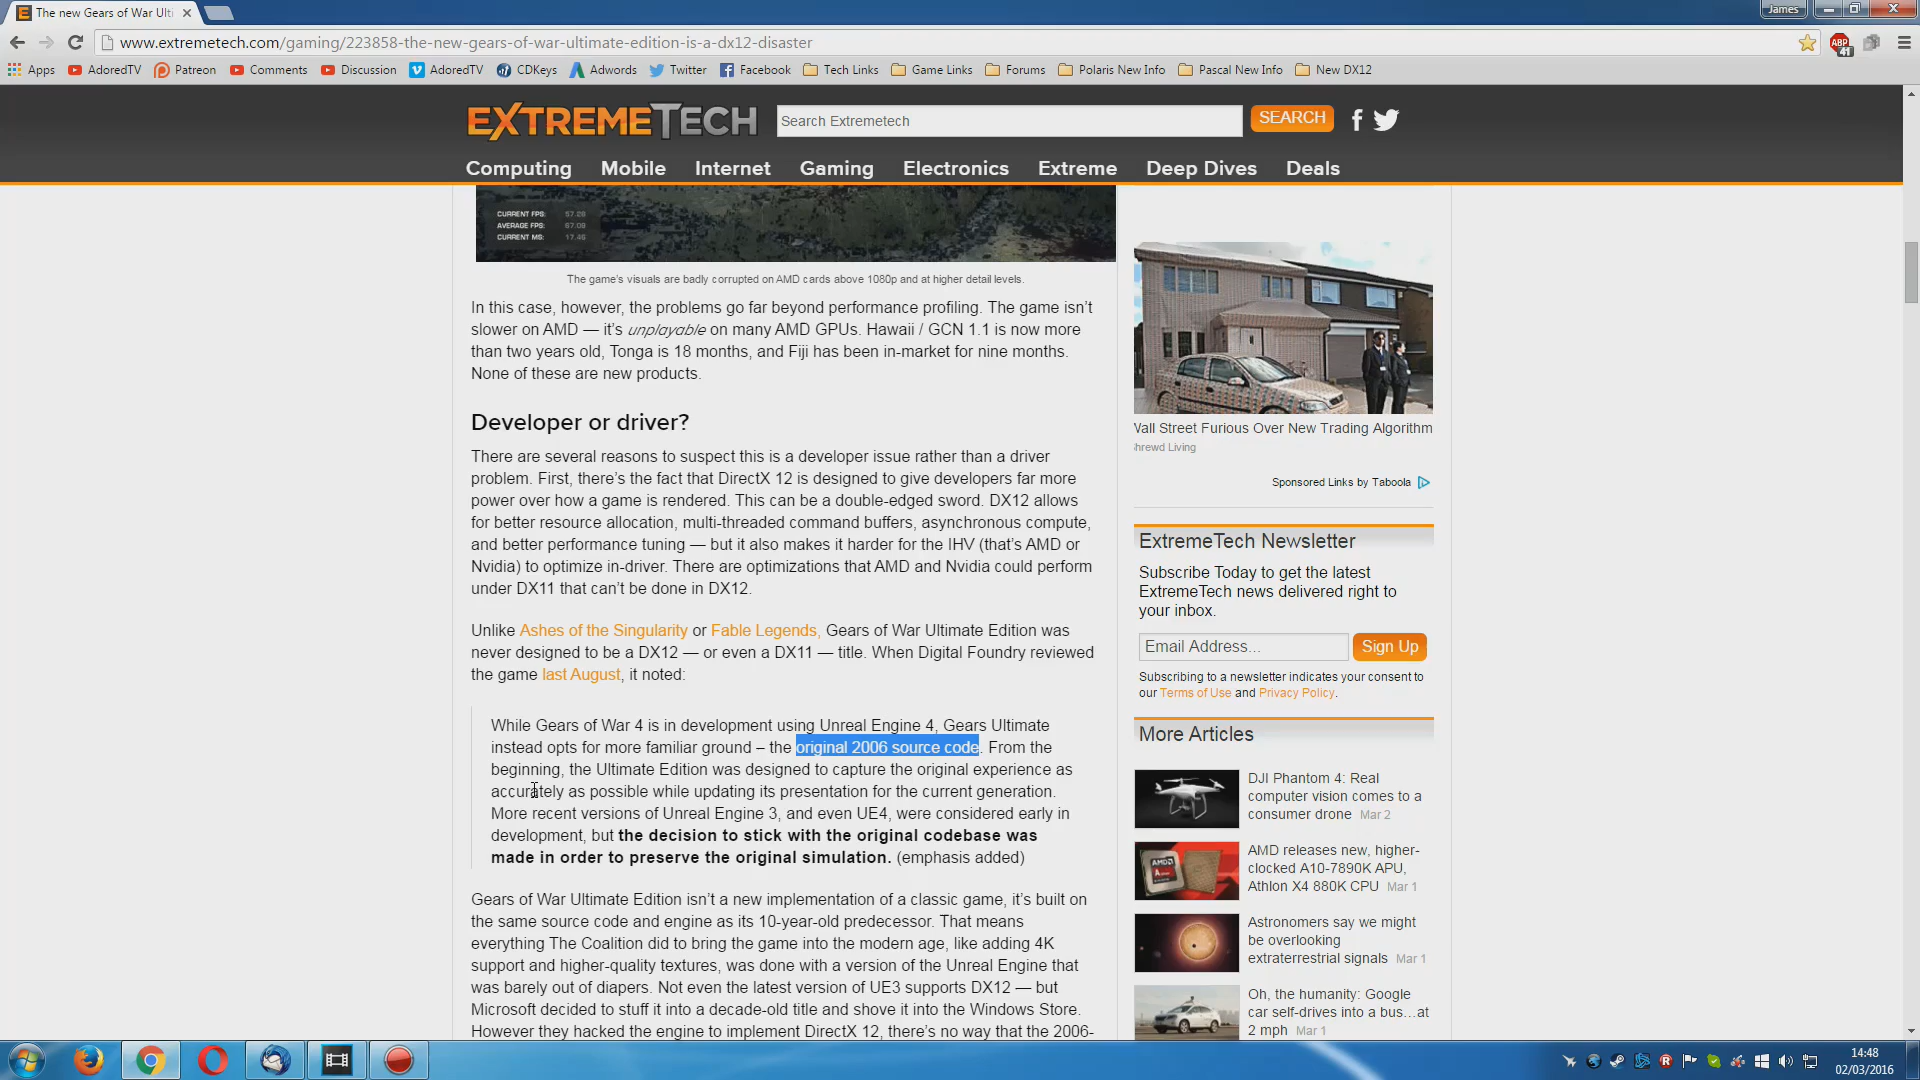 The new Gears of War Ulti
James
www.extremetech.com/gaming/223858-the-new-gears-of-war-ultimate-edition-is-a-dx12-disaster
ABP
41
Apps
AdoredTV
Patreon
Comments
Discussion
AdoredTV
CDKeys
Adwords
Twitter
Facebook
Tech Links
Game Links
Forums
Polaris New Info
Pascal New Info
New DX12
EXTREMETECH
Search Extremetech
SEARCH
Computing
Mobile
Internet
Gaming
Electronics
Extreme
Deep Dives
Deals
CURRENT FPS: 57.28
AVERAGE FPS: 67.09
CURRENT MS: 17.46
The game's visuals are badly corrupted on AMD cards above 1080p and at higher detail levels.
In this case, however, the problems go far beyond performance profiling. The game isn't
slower on AMD — it's unplayable on many AMD GPUs. Hawaii / GCN 1.1 is now more
than two years old, Tonga is 18 months, and Fiji has been in-market for nine months.
None of these are new products.
Developer or driver?
There are several reasons to suspect this is a developer issue rather than a driver
problem. First, there's the fact that DirectX 12 is designed to give developers far more
power over how a game is rendered. This can be a double-edged sword. DX12 allows
for better resource allocation, multi-threaded command buffers, asynchronous compute,
and better performance tuning — but it also makes it harder for the IHV (that's AMD or
Nvidia) to optimize in-driver. There are optimizations that AMD and Nvidia could perform
under DX11 that can't be done in DX12.
Unlike Ashes of the Singularity or Fable Legends, Gears of War Ultimate Edition was
never designed to be a DX12 — or even a DX11 — title. When Digital Foundry reviewed
the game last August, it noted:
While Gears of War 4 is in development using Unreal Engine 4, Gears Ultimate
instead opts for more familiar ground – the original 2006 source code. From the
beginning, the Ultimate Edition was designed to capture the original experience as
accurately as possible while updating its presentation for the current generation.
More recent versions of Unreal Engine 3, and even UE4, were considered early in
development, but the decision to stick with the original codebase was
made in order to preserve the original simulation. (emphasis added)
Gears of War Ultimate Edition isn't a new implementation of a classic game, it's built on
the same source code and engine as its 10-year-old predecessor. That means
everything The Coalition did to bring the game into the modern age, like adding 4K
support and higher-quality textures, was done with a version of the Unreal Engine that
was barely out of diapers. Not even the latest version of UE3 supports DX12 — but
Microsoft decided to stuff it into a decade-old title and shove it into the Windows Store.
However they hacked the engine to implement DirectX 12, there's no way that the 2006-
Wall Street Furious Over New Trading Algorithm
Shrewd Living
Sponsored Links by Taboola
ExtremeTech Newsletter
Subscribe Today to get the latest
ExtremeTech news delivered right to
your inbox.
Email Address...
Sign Up
Subscribing to a newsletter indicates your consent to
our Terms of Use and Privacy Policy.
More Articles
DJI Phantom 4: Real
computer vision comes to a
consumer drone Mar 2
AMD releases new, higher-
clocked A10-7890K APU,
Athlon X4 880K CPU Mar 1
AMD
Astronomers say we might
be overlooking
extraterrestrial signals Mar 1
Oh, the humanity: Google
car self-drives into a bus…at
2 mph Mar 1
14:48
02/03/2016